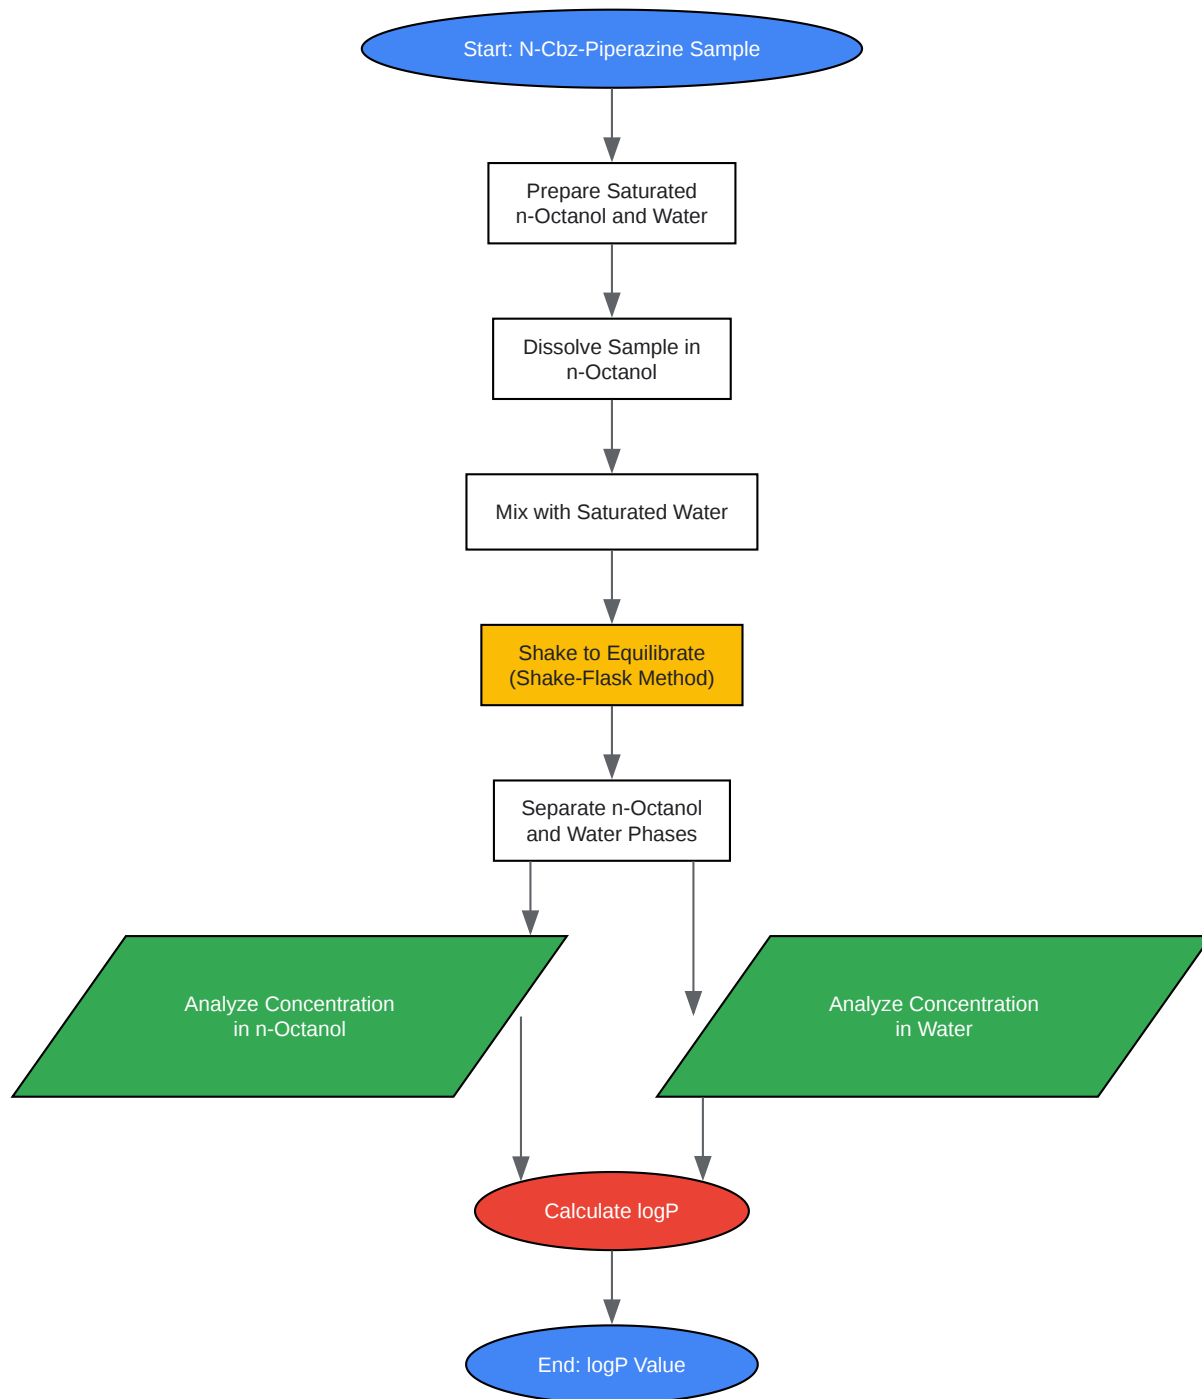 Start: N-Cbz-Piperazine Sample
Prepare Saturated
n-Octanol and Water
Dissolve Sample in
n-Octanol
Mix with Saturated Water
Shake to Equilibrate
(Shake-Flask Method)
Separate n-Octanol
and Water Phases
Analyze Concentration
in n-Octanol
Analyze Concentration
in Water
Calculate logP
End: logP Value